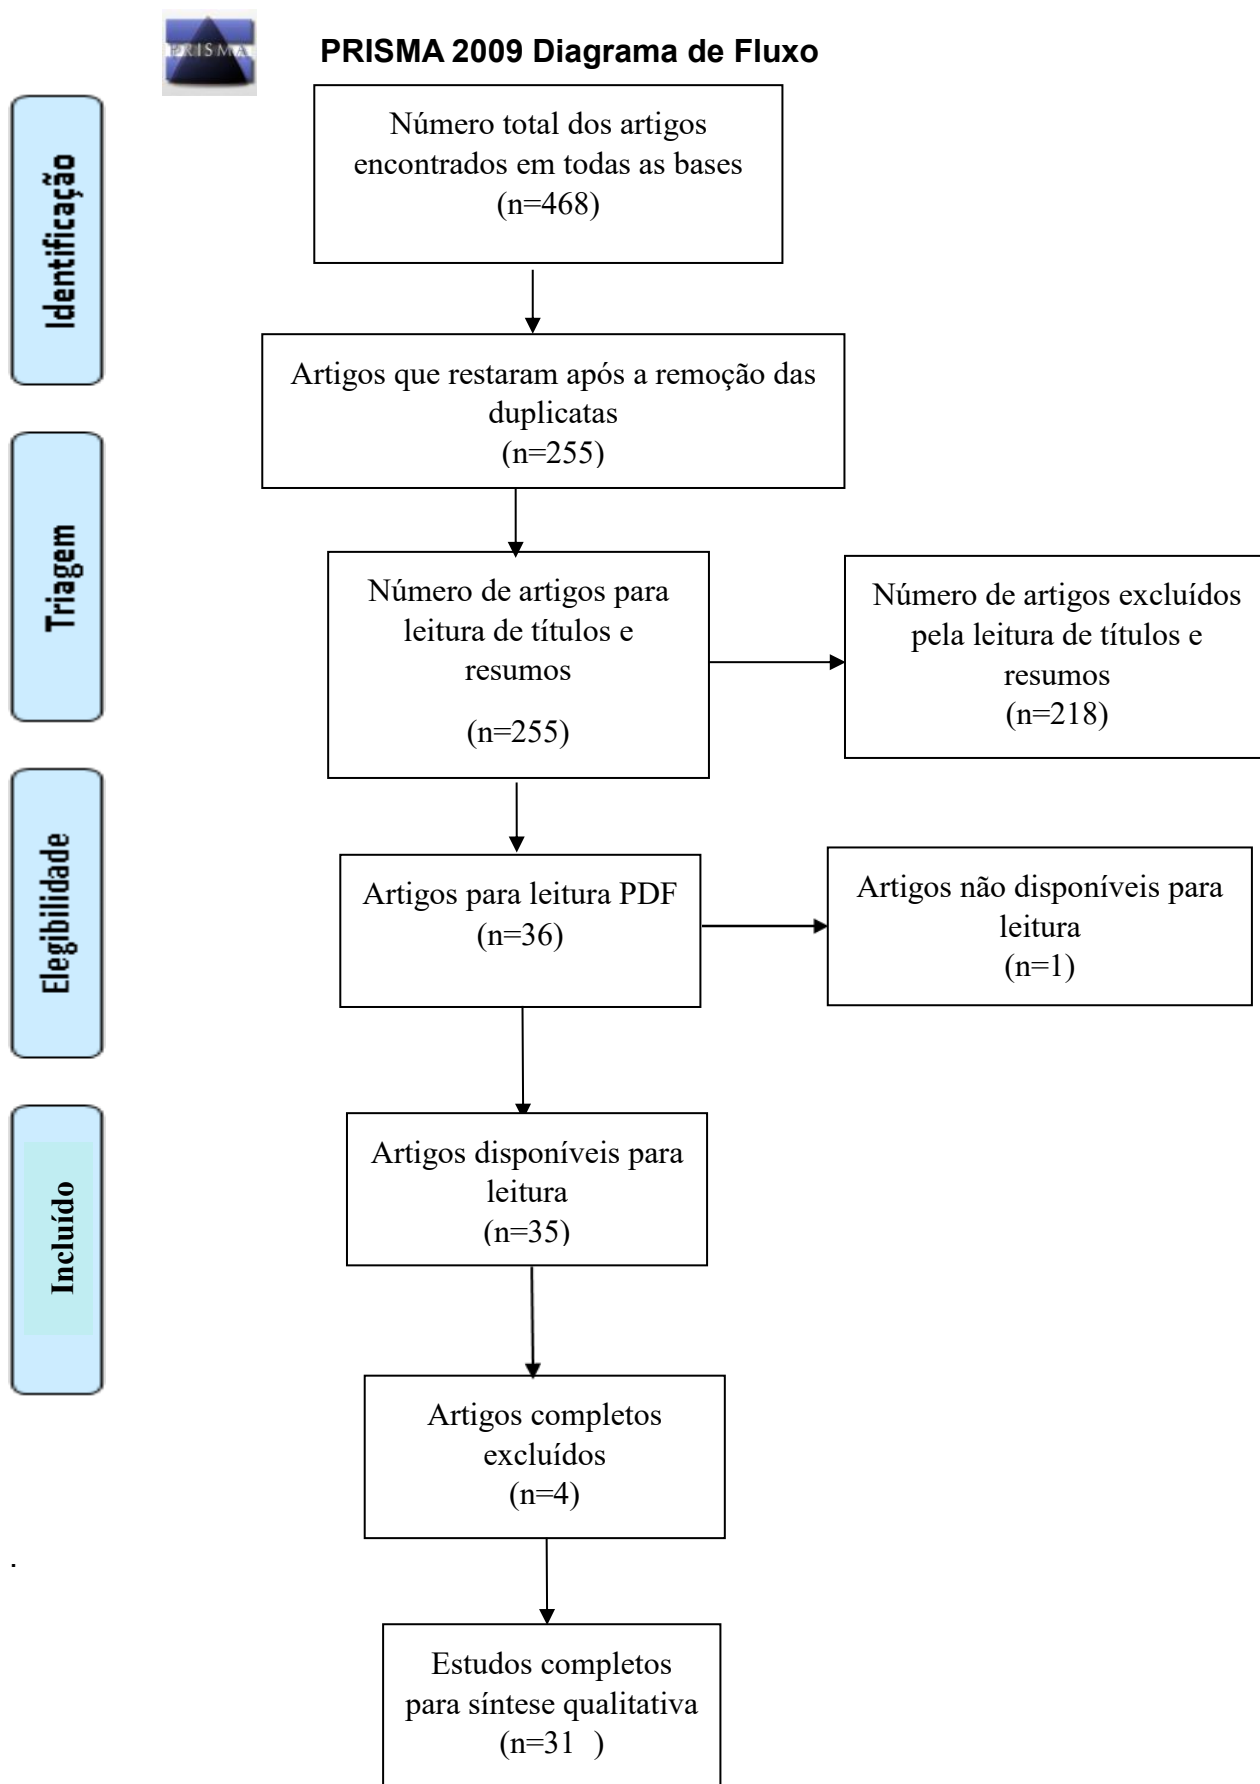 PRISMA
PRISMA 2009 Diagrama de Fluxo
Identificação
Número total dos artigos
encontrados em todas as bases
(n=468)
Artigos que restaram após a remoção das
duplicatas
(n=255)
Triagem
Número de artigos para
leitura de títulos e
resumos
(n=255)
Número de artigos excluídos
pela leitura de títulos e
resumos
(n=218)
Elegibilidade
Artigos para leitura PDF
(n=36)
Artigos não disponíveis para
leitura
(n=1)
Incluído
Artigos disponíveis para
leitura
(n=35)
Artigos completos
excluídos
(n=4)
.
Estudos completos
para síntese qualitativa
(n=31 )